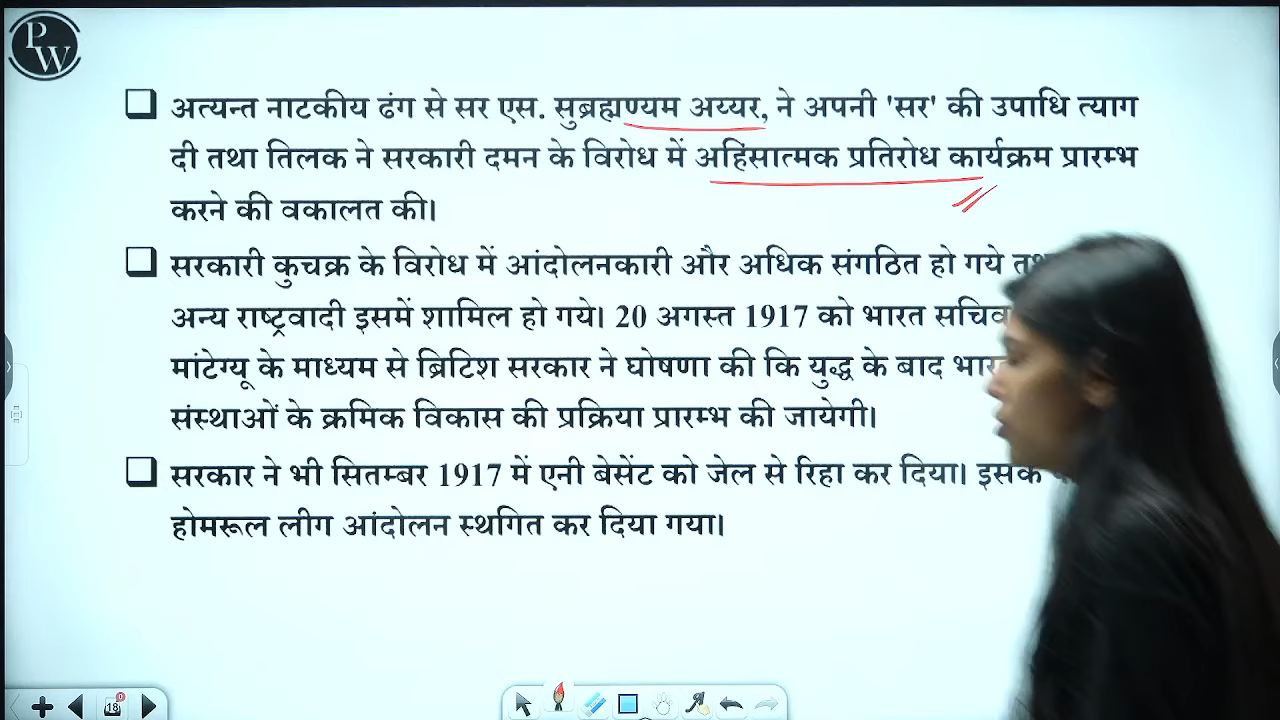 PW
अत्यन्त नाटकीय ढंग से सर एस. सुब्रह्मण्यम अय्यर, ने अपनी 'सर' की उपाधि त्याग
दी तथा तिलक ने सरकारी दमन के विरोध में अहिंसात्मक प्रतिरोध कार्यक्रम प्रारम्भ
करने की वकालत की।
सरकारी कुचक्र के विरोध में आंदोलनकारी और अधिक संगठित हो गये
अन्य राष्ट्रवादी इसमें शामिल हो गये। 20 अगस्त 1917 को भारत सचिव
मांटेग्यू के माध्यम से ब्रिटिश सरकार ने घोषणा की कि युद्ध के बाद
संस्थाओं के क्रमिक विकास की प्रक्रिया प्रारम्भ की जायेगी।
सरकार ने भी सितम्बर 1917 में एनी बेसेंट को जेल से रिहा कर दिया।
होमरूल लीग आंदोलन स्थगित कर दिया गया।
18